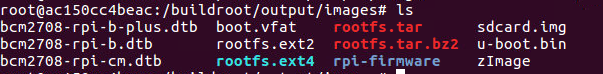 root@ac150cc4beac:/buildroot/output/images# ls
bcm2708-rpi-b-plus.dtb boot.vfat rootfs.tar sdcard.img
bcm2708-rpi-b.dtb rootfs.ext2 rootfs.tar.bz2 u-boot.bin
bcm2708-rpi-cm.dtb rootfs.ext4 rpi-firmware zImage